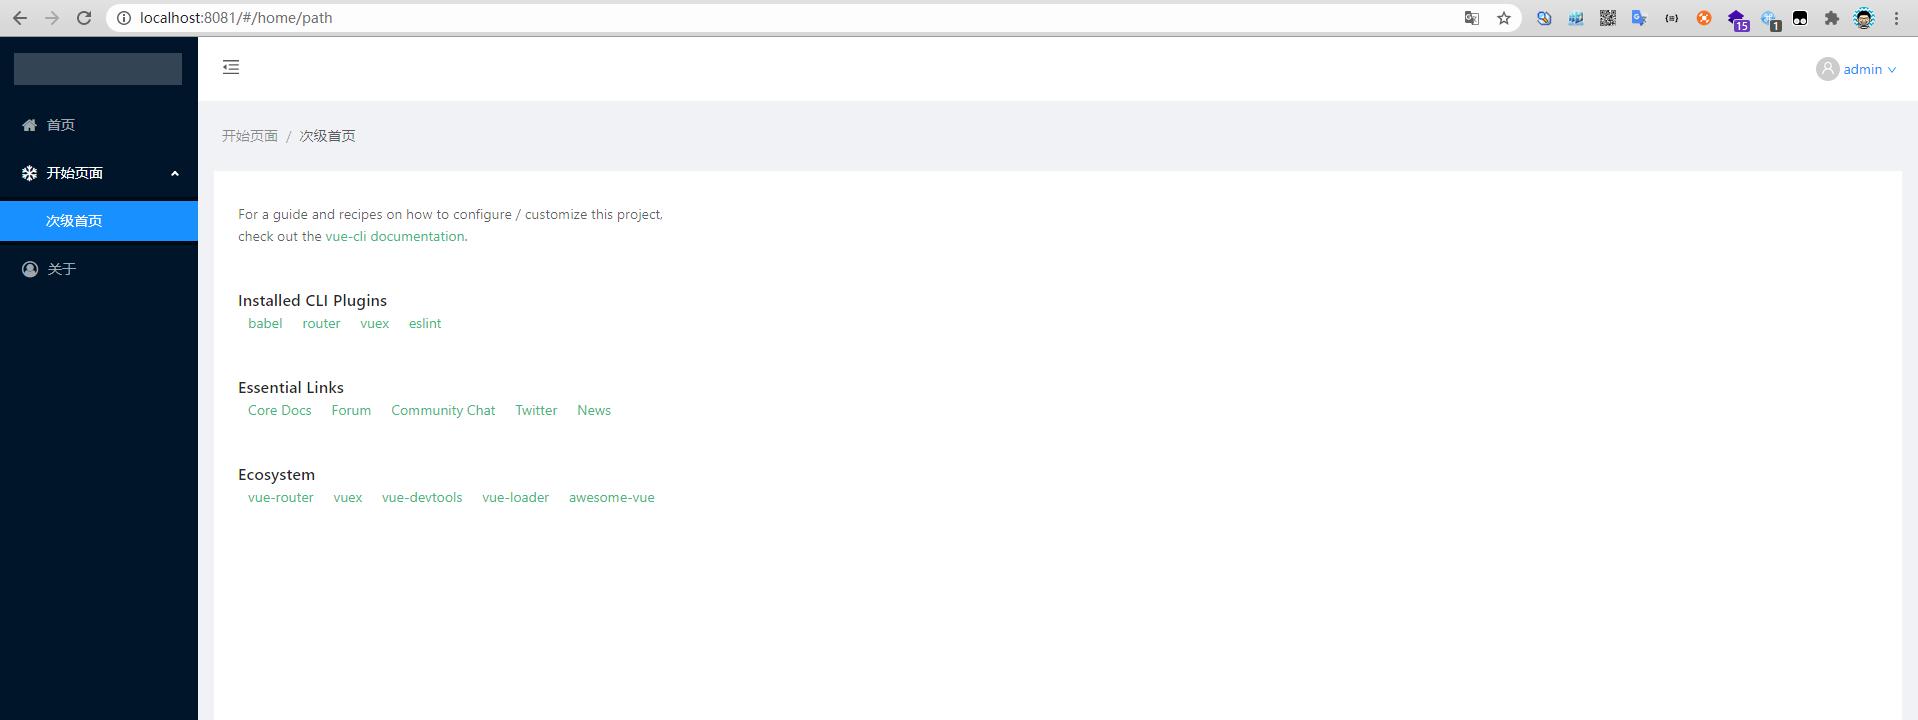 localhost:8081/#/home/path
15
1
admin
首页
开始页面
次级首页
关于
开始页面 / 次级首页
For a guide and recipes on how to configure / customize this project,
check out the vue-cli documentation.
Installed CLI Plugins
babel router vuex eslint
Essential Links
Core Docs Forum Community Chat Twitter News
Ecosystem
vue-router vuex vue-devtools vue-loader awesome-vue